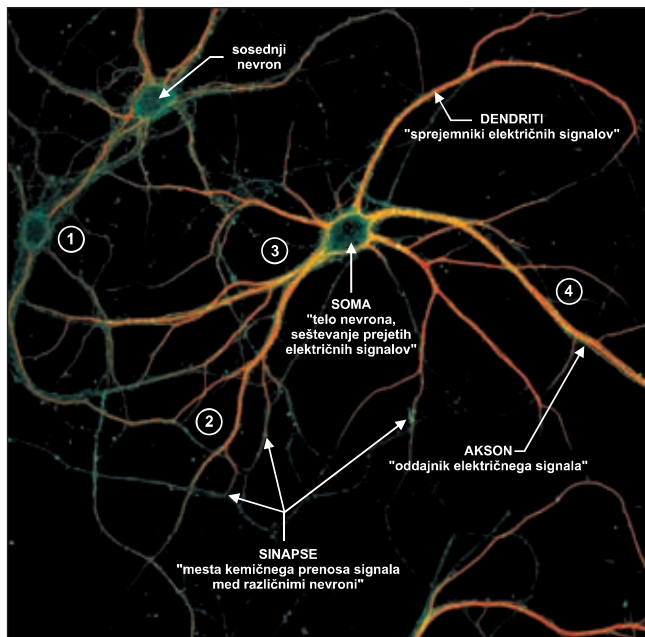 sosednji
nevron
DENDRITI
"sprejemniki električnih signalov"
1
3
4
SOMA
"telo nevrona,
seštevanje prejetih
električnih signalov"
2
AKSON
"oddajnik električnega signala"
SINAPSE
"mesta kemičnega prenosa signala
med različnimi nevroni"